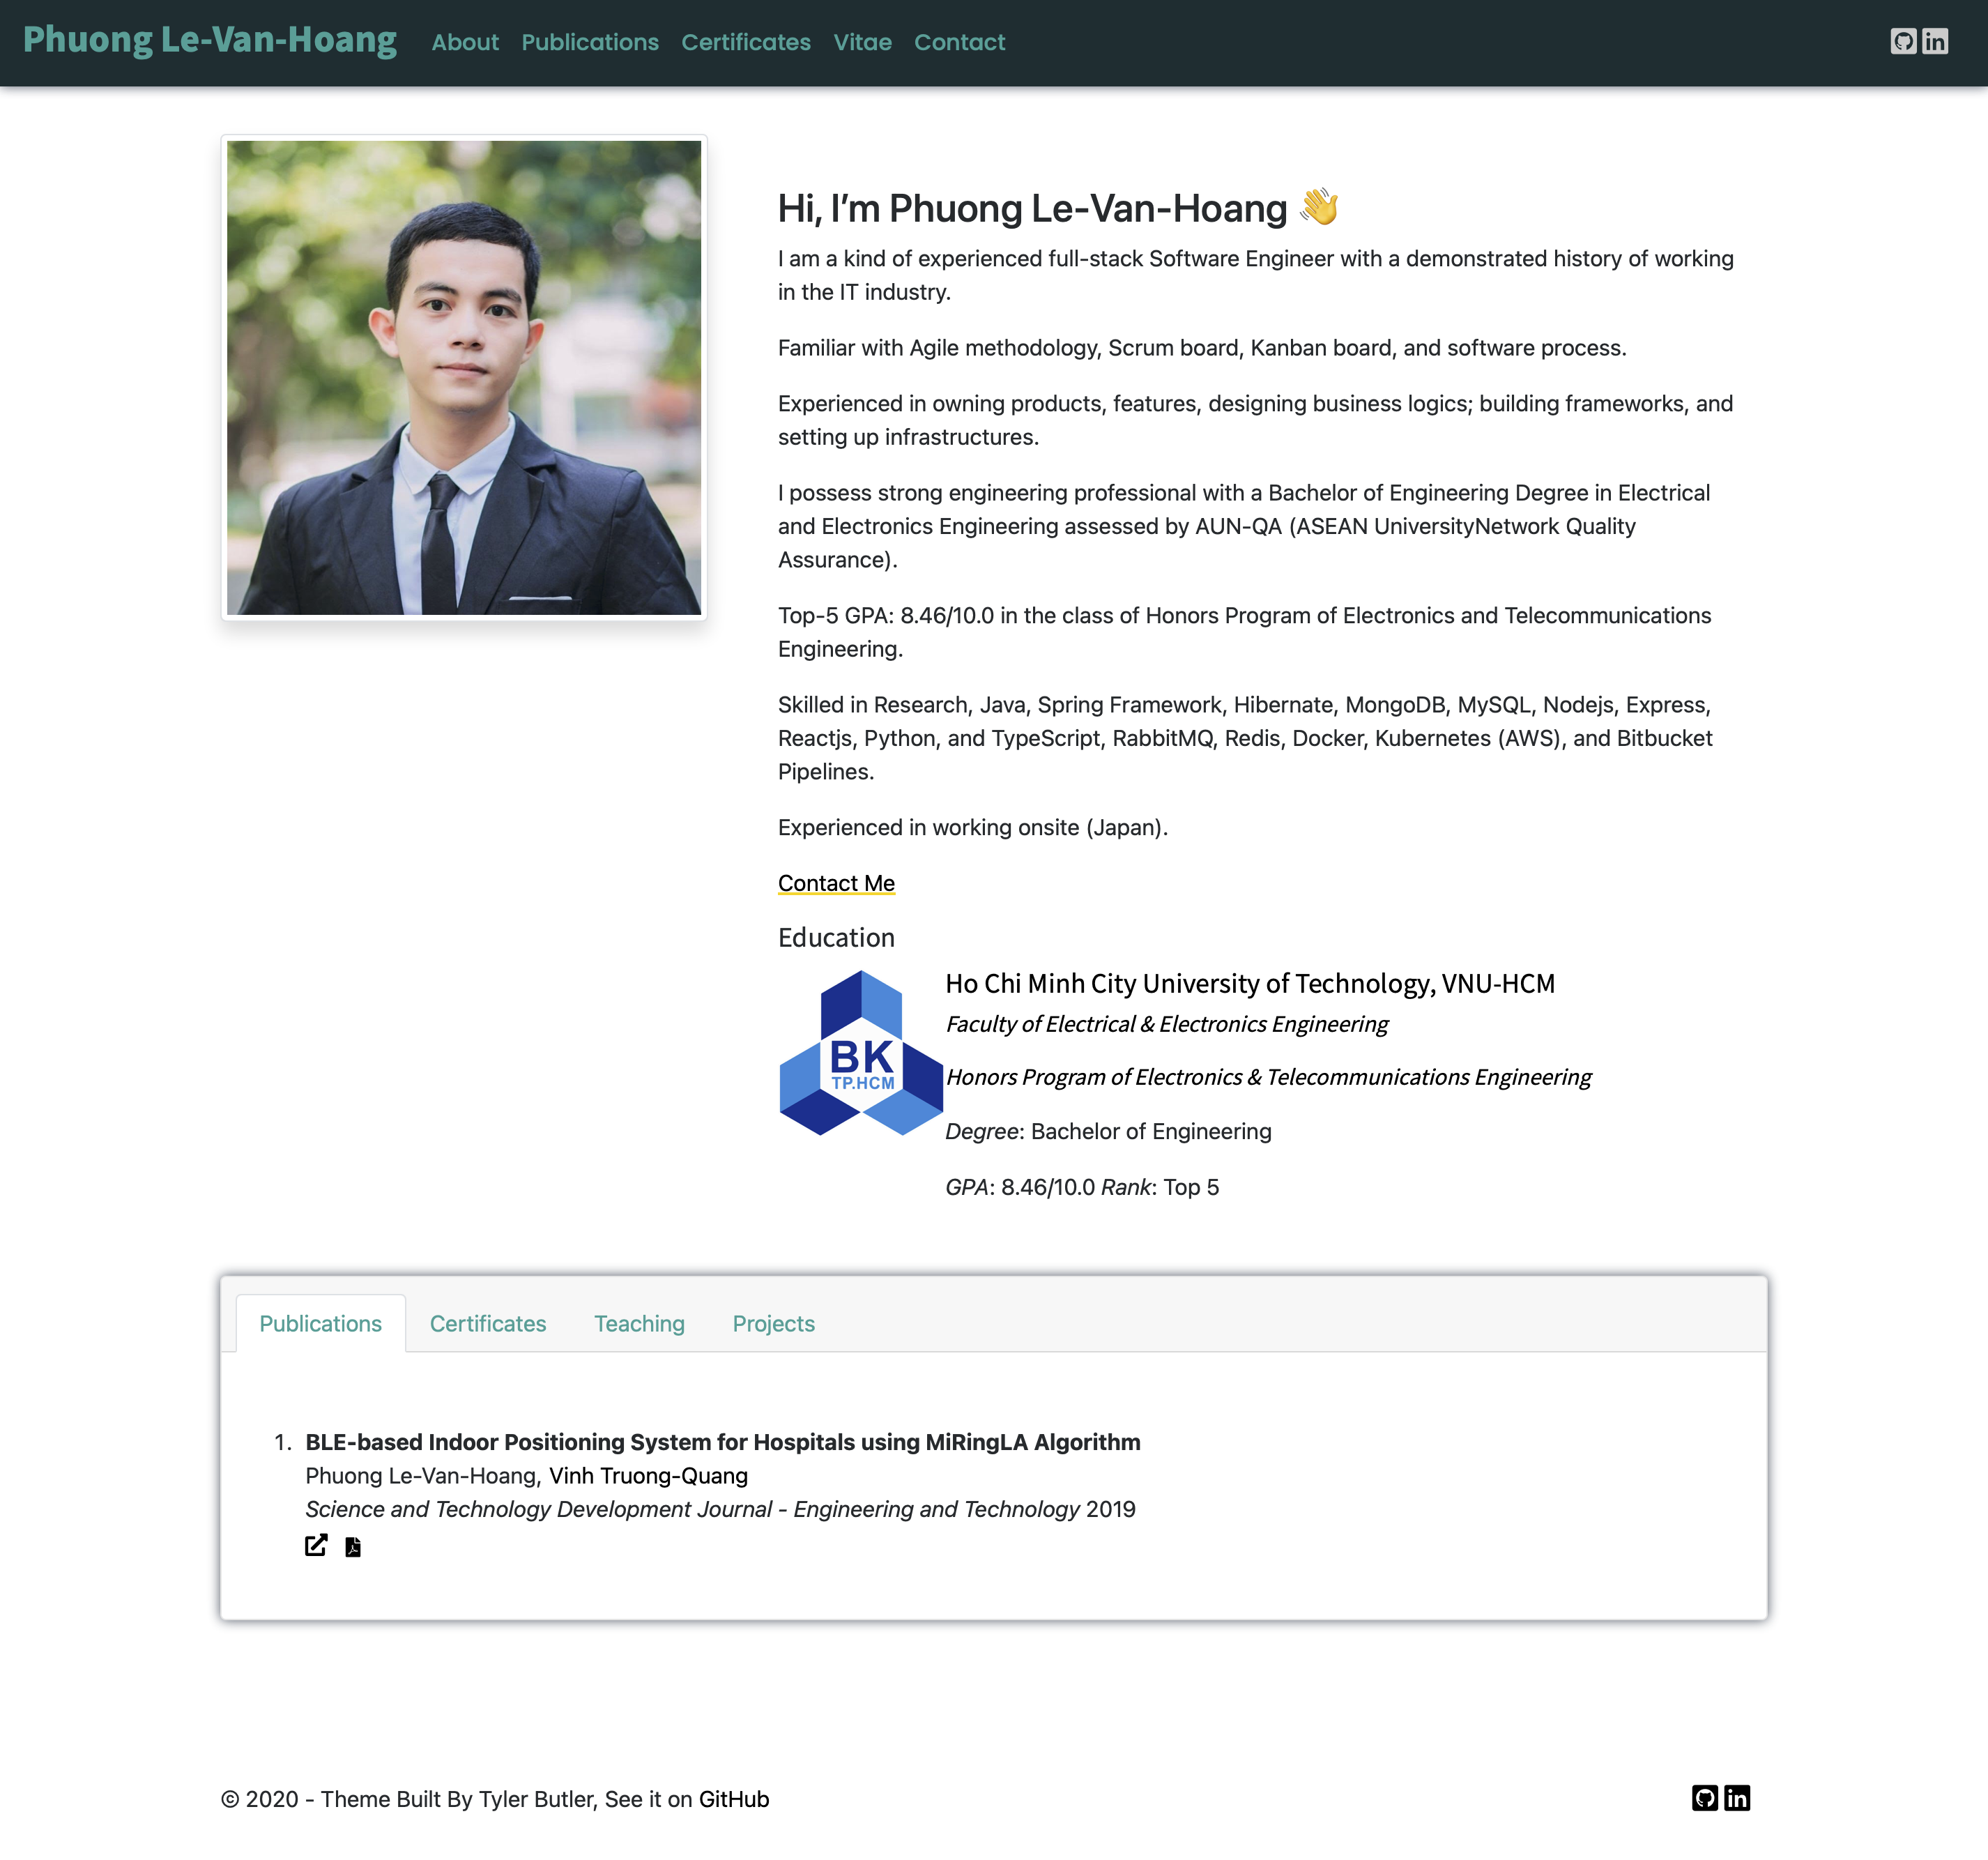 Phuong Le-Van-Hoang
About Publications Certificates Vitae Contact
Hi, I’m Phuong Le-Van-Hoang 👋
I am a kind of experienced full-stack Software Engineer with a demonstrated history of working
in the IT industry.
Familiar with Agile methodology, Scrum board, Kanban board, and software process.
Experienced in owning products, features, designing business logics; building frameworks, and
setting up infrastructures.
I possess strong engineering professional with a Bachelor of Engineering Degree in Electrical
and Electronics Engineering assessed by AUN-QA (ASEAN UniversityNetwork Quality
Assurance).
Top-5 GPA: 8.46/10.0 in the class of Honors Program of Electronics and Telecommunications
Engineering.
Skilled in Research, Java, Spring Framework, Hibernate, MongoDB, MySQL, Nodejs, Express,
Reactjs, Python, and TypeScript, RabbitMQ, Redis, Docker, Kubernetes (AWS), and Bitbucket
Pipelines.
Experienced in working onsite (Japan).
Contact Me
Education
BK
TP.HCM
Ho Chi Minh City University of Technology, VNU-HCM
Faculty of Electrical & Electronics Engineering
Honors Program of Electronics & Telecommunications Engineering
Degree: Bachelor of Engineering
GPA: 8.46/10.0 Rank: Top 5
Publications Certificates Teaching Projects
1. BLE-based Indoor Positioning System for Hospitals using MiRingLA Algorithm
Phuong Le-Van-Hoang, Vinh Truong-Quang
Science and Technology Development Journal - Engineering and Technology 2019
© 2020 - Theme Built By Tyler Butler, See it on GitHub